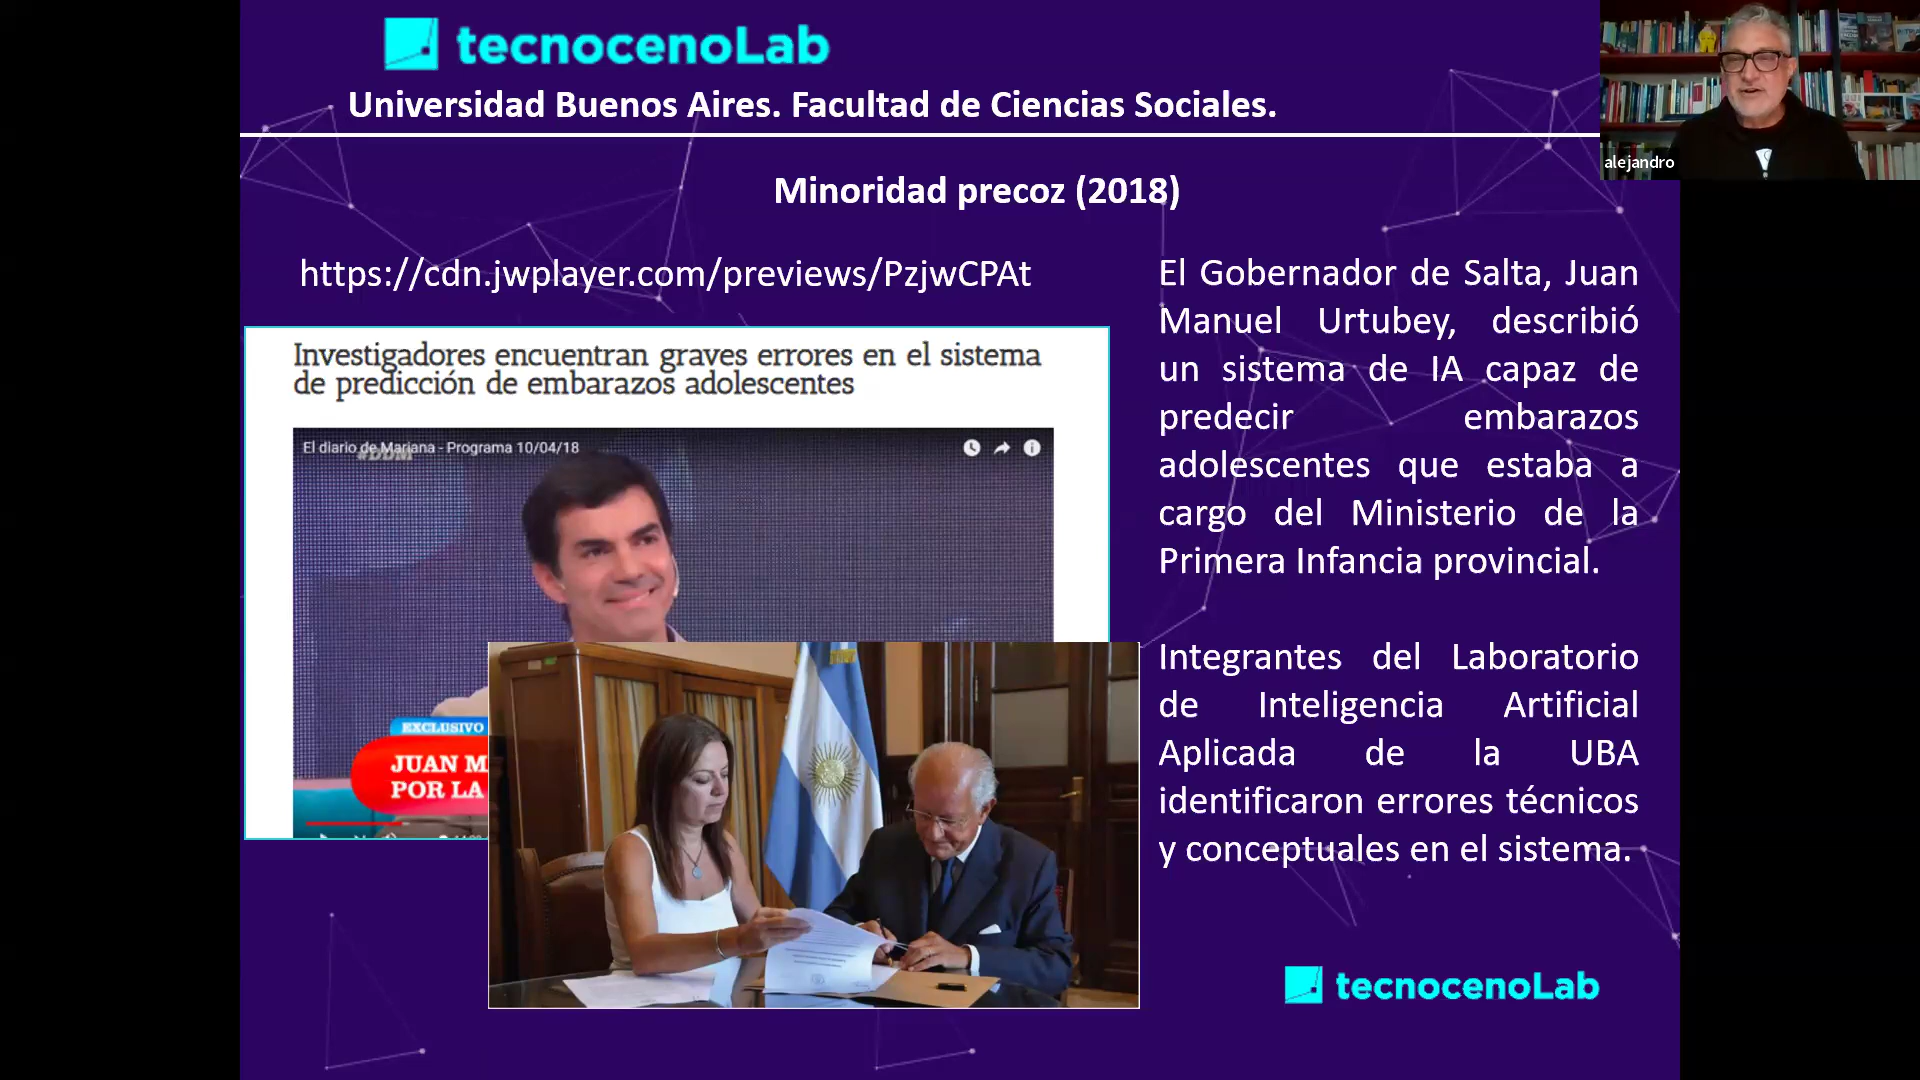 tecnocenoLab
Universidad Buenos Aires. Facultad de Ciencias Sociales.
alejandro
Minoridad precoz (2018)
https://cdn.jwplayer.com/previews/PzjwCPAt
Investigadores encuentran graves errores en el sistema
de predicción de embarazos adolescentes
El diario de Mariana - Programa 10/04/18
#DDM
EXCLUSIVO
JUAN M
POR LA
El Gobernador de Salta, Juan
Manuel Urtubey, describió
un sistema de IA capaz de
predecir embarazos
adolescentes que estaba a
cargo del Ministerio de la
Primera Infancia provincial.
Integrantes del Laboratorio
de Inteligencia Artificial
Aplicada de la UBA
identificaron errores técnicos
y conceptuales en el sistema.
tecnocenoLab